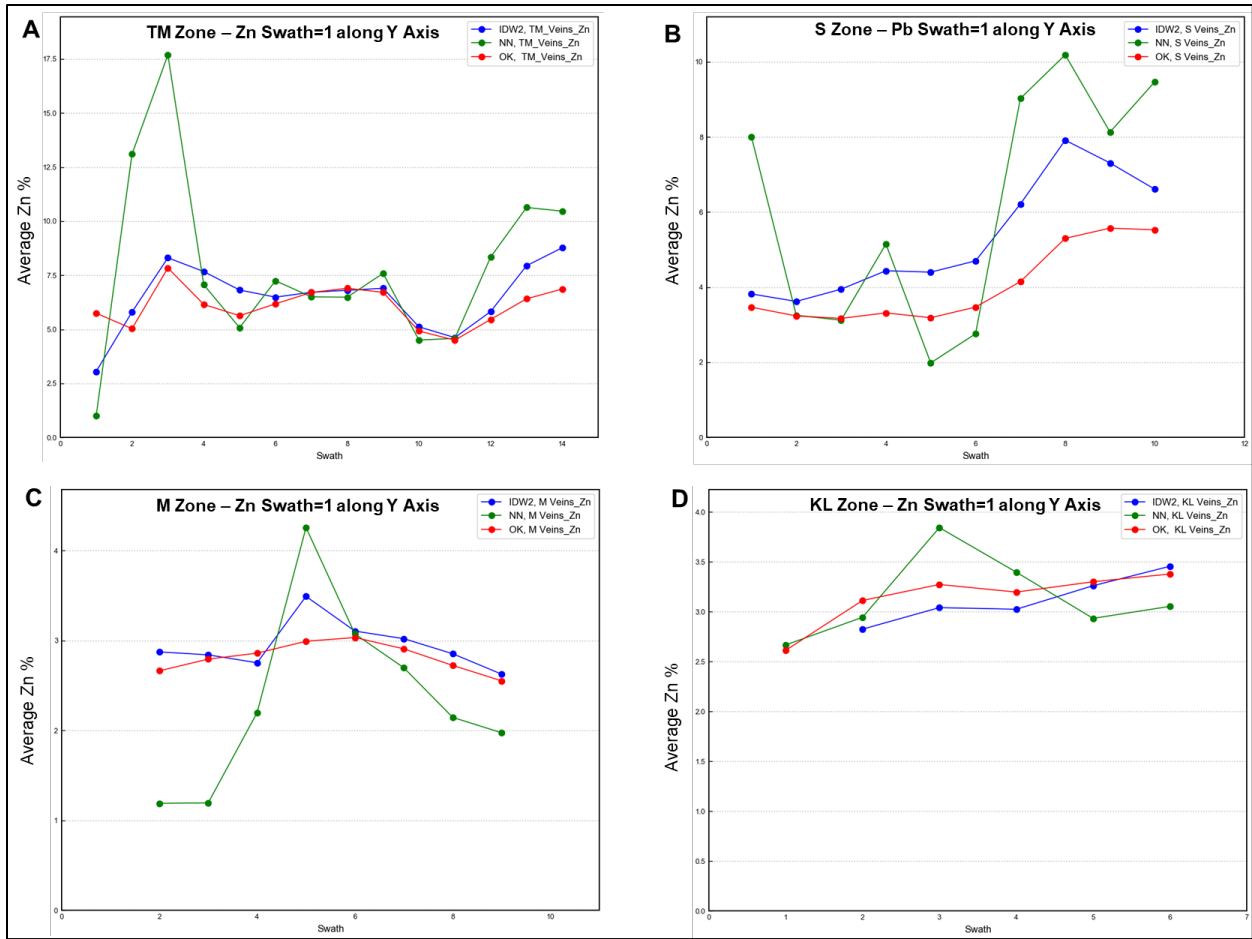 A
TM Zone – Zn Swath=1 along Y Axis
IDW2, TM_Veins_Zn
NN, TM_Veins_Zn
OK, TM_Veins_Zn
Average Zn %
17.5
15.0
12.5
10.0
7.5
5.0
2.5
0.0
0 2 4 6 8 10 12 14
Swath
B
S Zone – Pb Swath=1 along Y Axis
IDW2, S Veins_Zn
NN, S Veins_Zn
OK, S Veins_Zn
Average Zn %
10
8
6
4
2
0
0 2 4 6 8 10 12
Swath
C
M Zone – Zn Swath=1 along Y Axis
IDW2, M Veins_Zn
NN, M Veins_Zn
OK, M Veins_Zn
Average Zn %
4
3
2
1
0
0 2 4 6 8 10
Swath
D
KL Zone – Zn Swath=1 along Y Axis
IDW2, KL Veins_Zn
NN, KL Veins_Zn
OK, KL Veins_Zn
Average Zn %
4.0
3.5
3.0
2.5
2.0
1.5
1.0
0.5
0.0
0 1 2 3 4 5 6 7
Swath